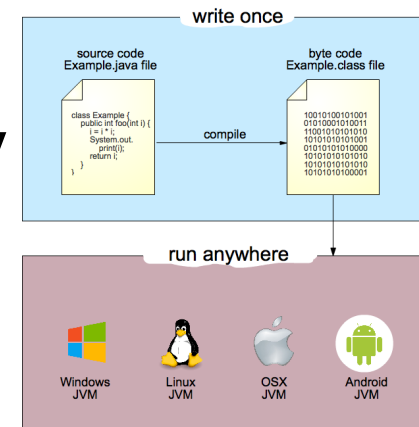 write once
source code
Example.java file
byte code
Example.class file
class Example {
public int foo(int i) {
i = i * i;
System.out.
print(i);
return i;
}
}
compile
10010100101001
01010001010011
11001010101010
10101010101001
01010101010000
10101010101010
10101010101010
10101010100001
run anywhere
Windows
JVM
Linux
JVM
OSX
JVM
Android
JVM